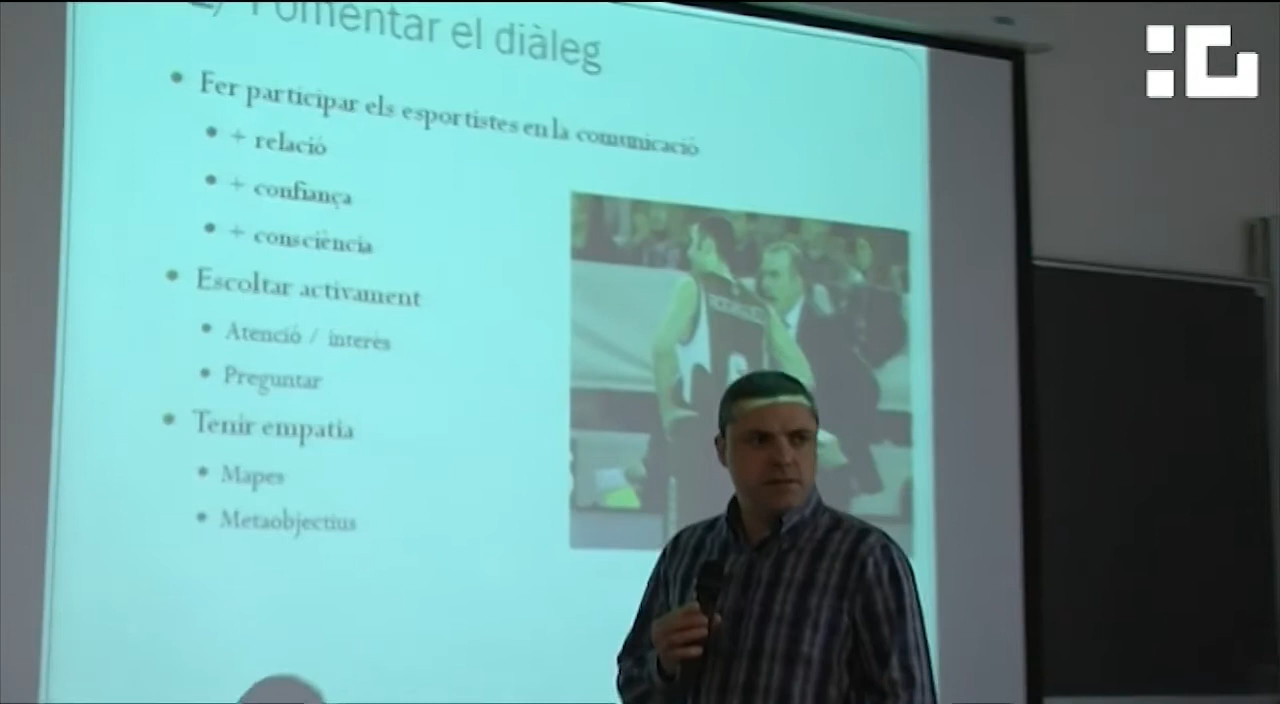 Fomentar el diàleg
Fer participar els esportistes en la comunicació
+ relació
+ confiança
+ consciència
Escoltar activament
Atenció / interès
Preguntar
Tenir empatia
Mapes
Metaobjectius